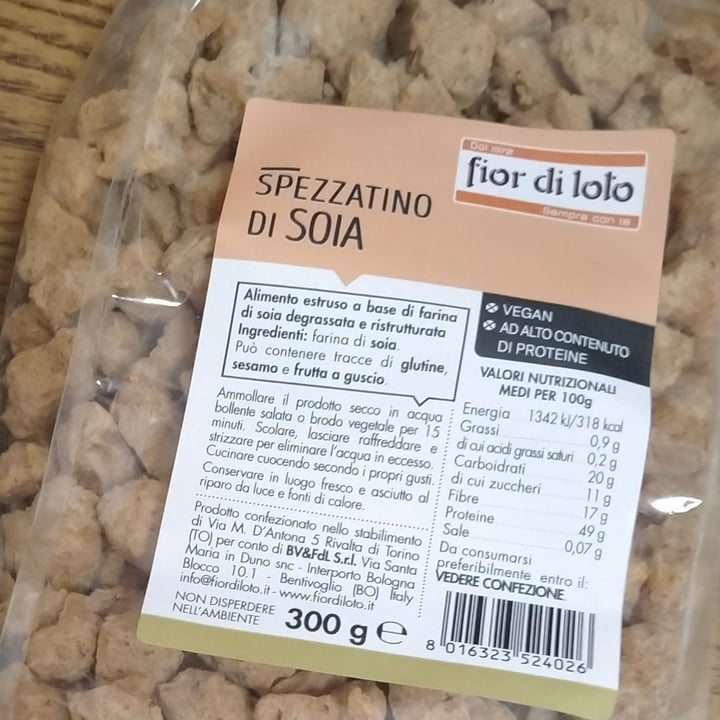 Dal 1972
fior di loto
Sempre con te
SPEZZATINO
DI SOIA
Alimento estruso a base di farina
di soia degrassata e ristrutturata
Ingredienti: farina di soia.
Può contenere tracce di glutine,
sesamo e frutta a guscio.
VEGAN
AD ALTO CONTENUTO
DI PROTEINE
Ammollare il prodotto secco in acqua
bollente salata o brodo vegetale per 15
minuti. Scolare, lasciare raffreddare e
strizzare per eliminare l'acqua in eccesso.
Cucinare cuocendo secondo i propri gusti.
Conservare in luogo fresco e asciutto al
riparo da luce e fonti di calore.
VALORI NUTRIZIONALI
MEDI PER 100g
Energia 1342 kJ/318 kcal
Grassi 0,9 g
di cui acidi grassi saturi 0,2 g
Carboidrati 20 g
di cui zuccheri 11 g
Fibre 17 g
Proteine 49 g
Sale 0,07 g
Da consumarsi
preferibilmente entro il:
VEDERE CONFEZIONE.
Prodotto confezionato nello stabilimento
di Via M. D'Antona 5 Rivalta di Torino
(TO) per conto di BV&FdL S.r.l. Via Santa
Maria in Duno snc - Interporto Bologna
Blocco 10.1 - Bentivoglio (BO) Italy
info@fiordiloto.it - www.fiordiloto.it
NON DISPERDERE
NELL'AMBIENTE
300 g e
8 016323 524026